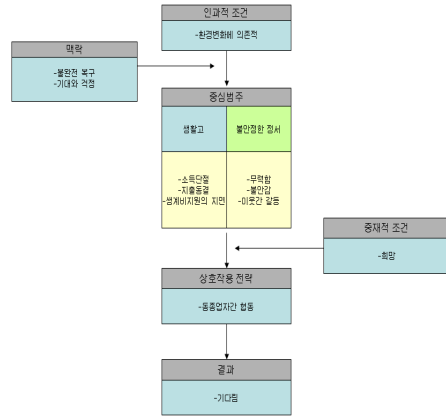 인과적 조건
-환경변화에 의존적
맥락
-불완전 복구
-기대와 걱정
중심범주
생활고
불안정한 정서
-소득단절
-지출동결
-생계비지원의 지연
-무력함
-불안감
-이웃간 갈등
중재적 조건
-희망
상호작용 전략
-동종업자간 협동
결과
-기다림